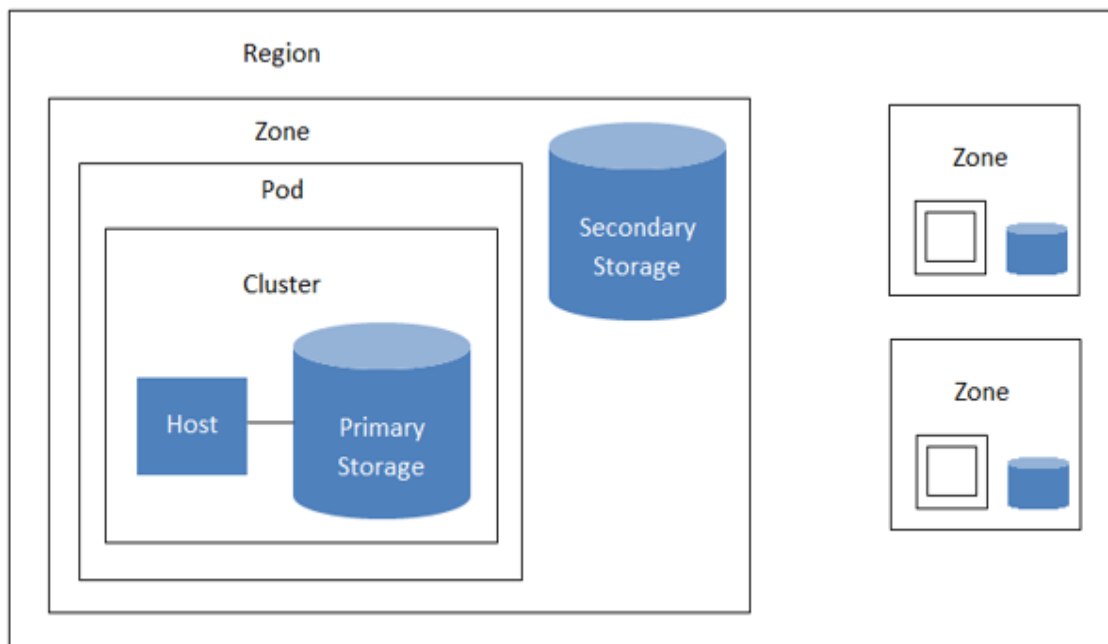 Region
Zone
Pod
Cluster
Host
Primary
Storage
Secondary
Storage
Zone
Zone